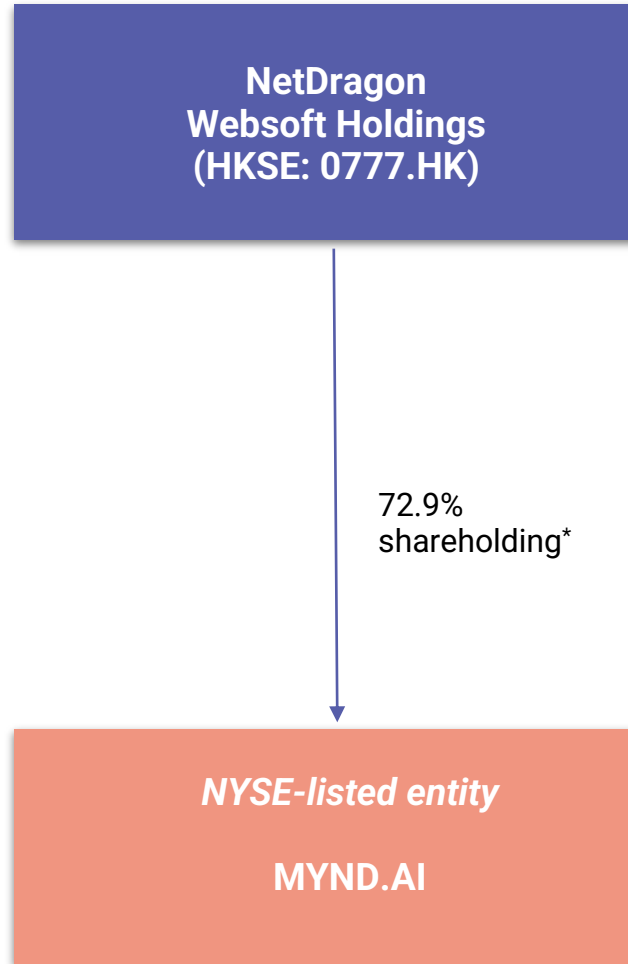 NetDragon
Websoft Holdings
(HKSE: 0777.HK)
72.9%
shareholding*
NYSE-listed entity
MYND.AI